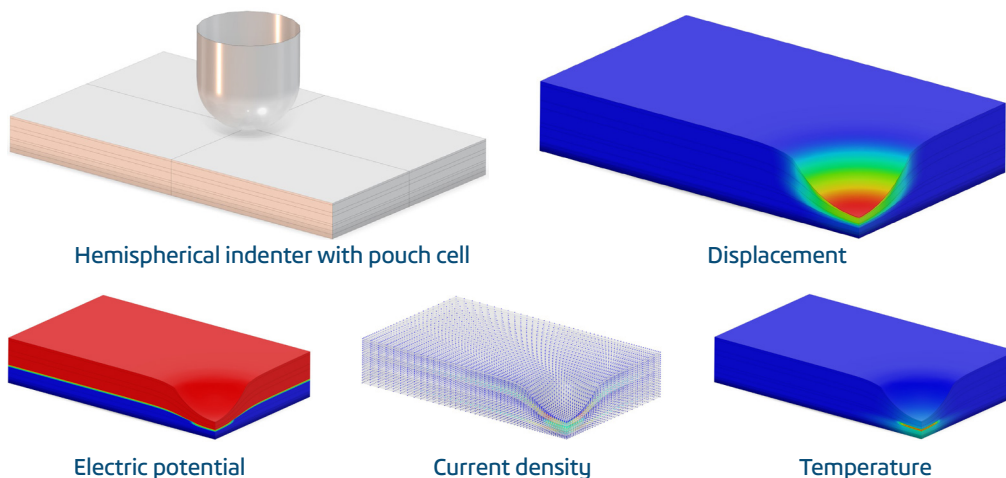 Hemispherical indenter with pouch cell
Displacement
Electric potential
Current density
Temperature